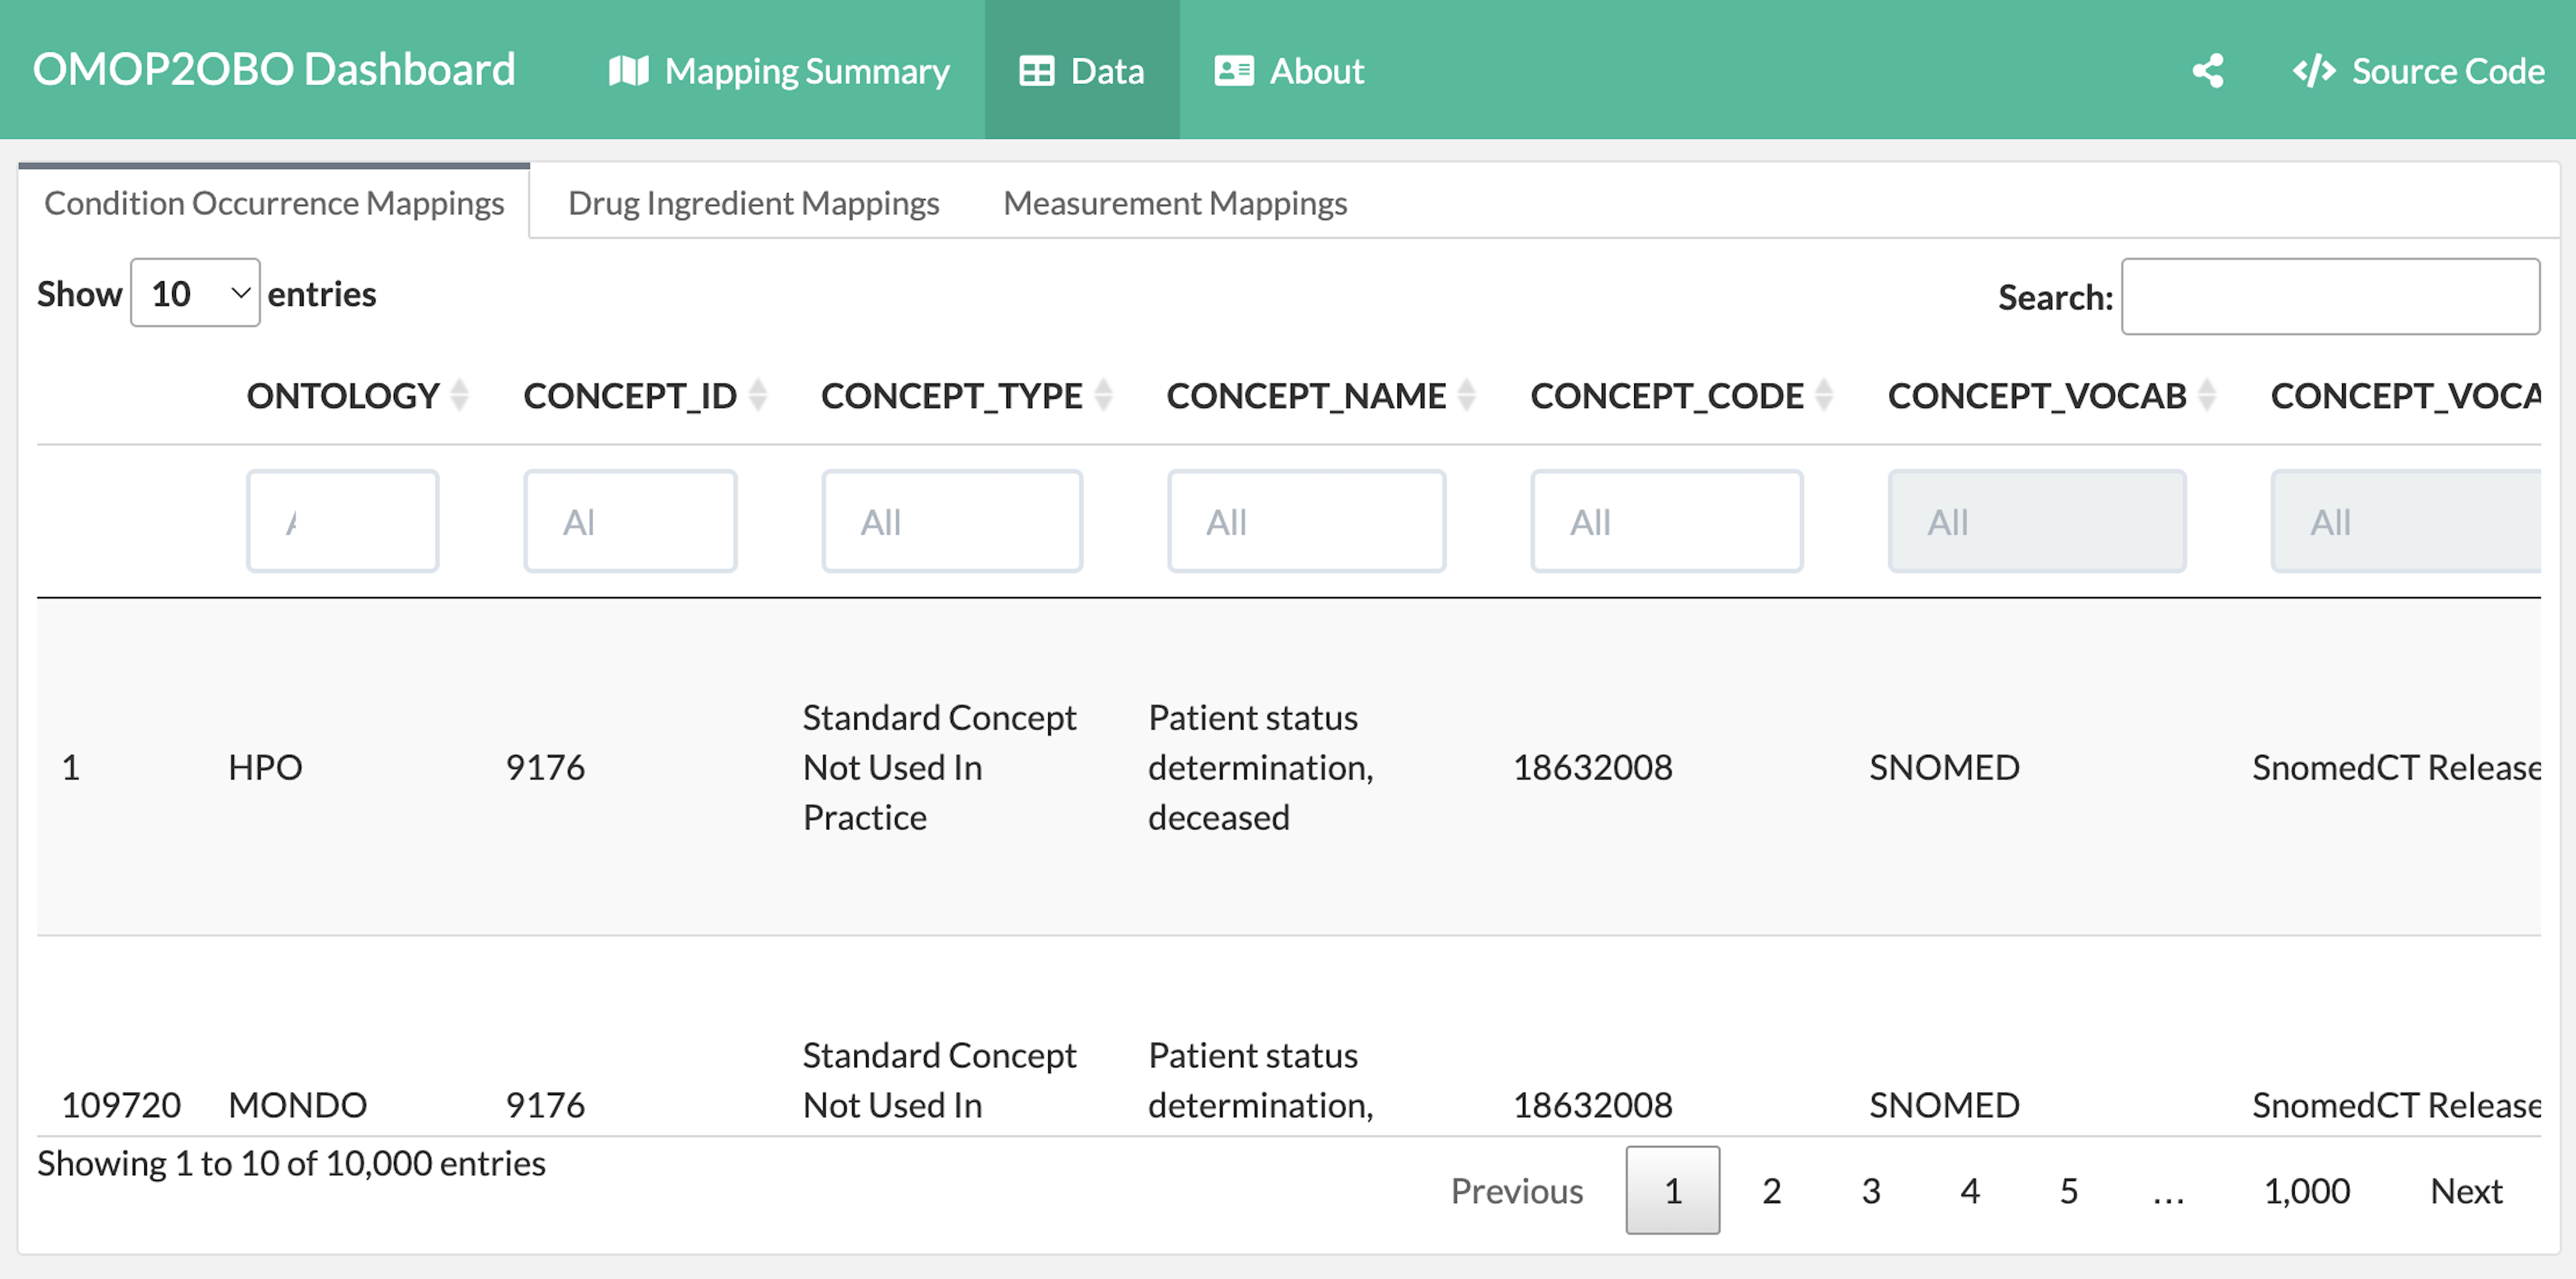 OMOP2OBO Dashboard Mapping Summary Data About Source Code
Condition Occurrence Mappings Drug Ingredient Mappings Measurement Mappings
Show 10 entries Search:
ONTOLOGY CONCEPT_ID CONCEPT_TYPE CONCEPT_NAME CONCEPT_CODE CONCEPT_VOCAB CONCEPT_VOCA
A Al All All All All All
1 HPO 9176 Standard Concept Not Used In Practice Patient status determination, deceased 18632008 SNOMED SnomedCT Release
109720 MONDO 9176 Standard Concept Not Used In Patient status determination, 18632008 SNOMED SnomedCT Release
Showing 1 to 10 of 10,000 entries
Previous 1 2 3 4 5 ... 1,000 Next